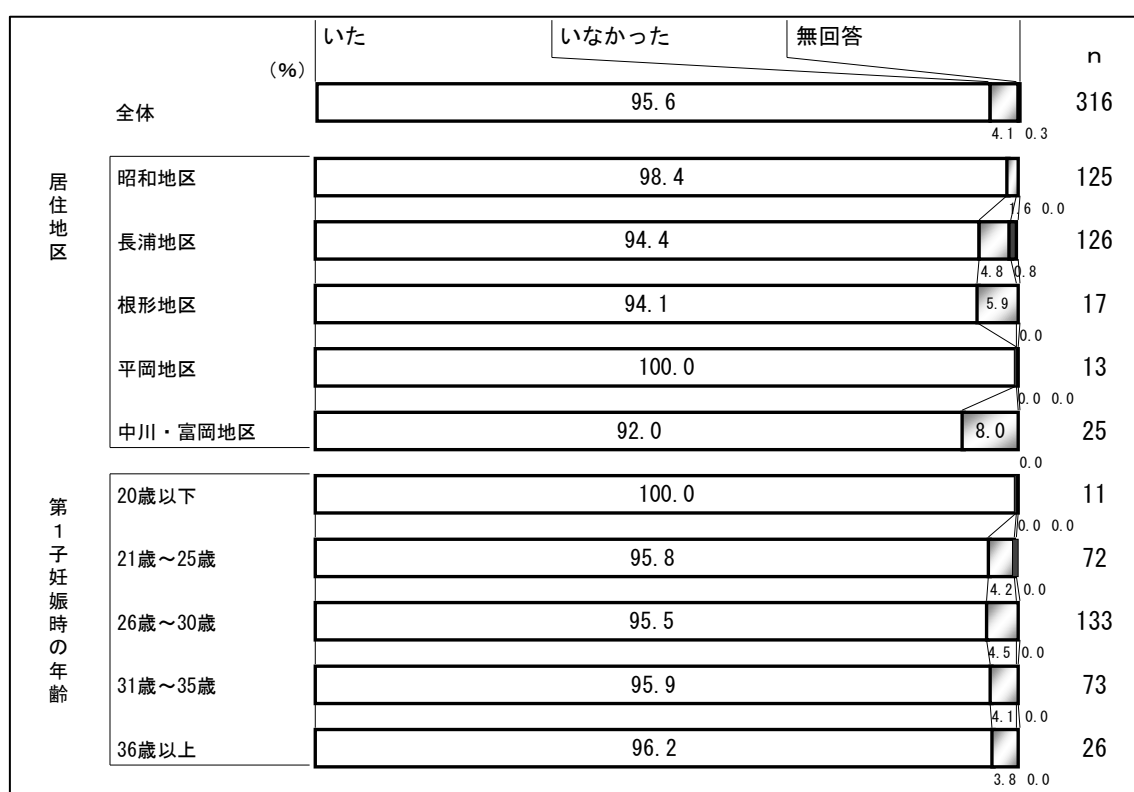 いた いなかった 無回答
(%) n
全体 95.6 316
4.1 0.3
居住地区
昭和地区 98.4 125
1.6 0.0
長浦地区 94.4 126
4.8 0.8
根形地区 94.1 5.9 17
0.0
平岡地区 100.0 13
0.0 0.0
中川・富岡地区 92.0 8.0 25
0.0
第1子妊娠時の年齢
20歳以下 100.0 11
0.0 0.0
21歳～25歳 95.8 72
4.2 0.0
26歳～30歳 95.5 133
4.5 0.0
31歳～35歳 95.9 73
4.1 0.0
36歳以上 96.2 26
3.8 0.0